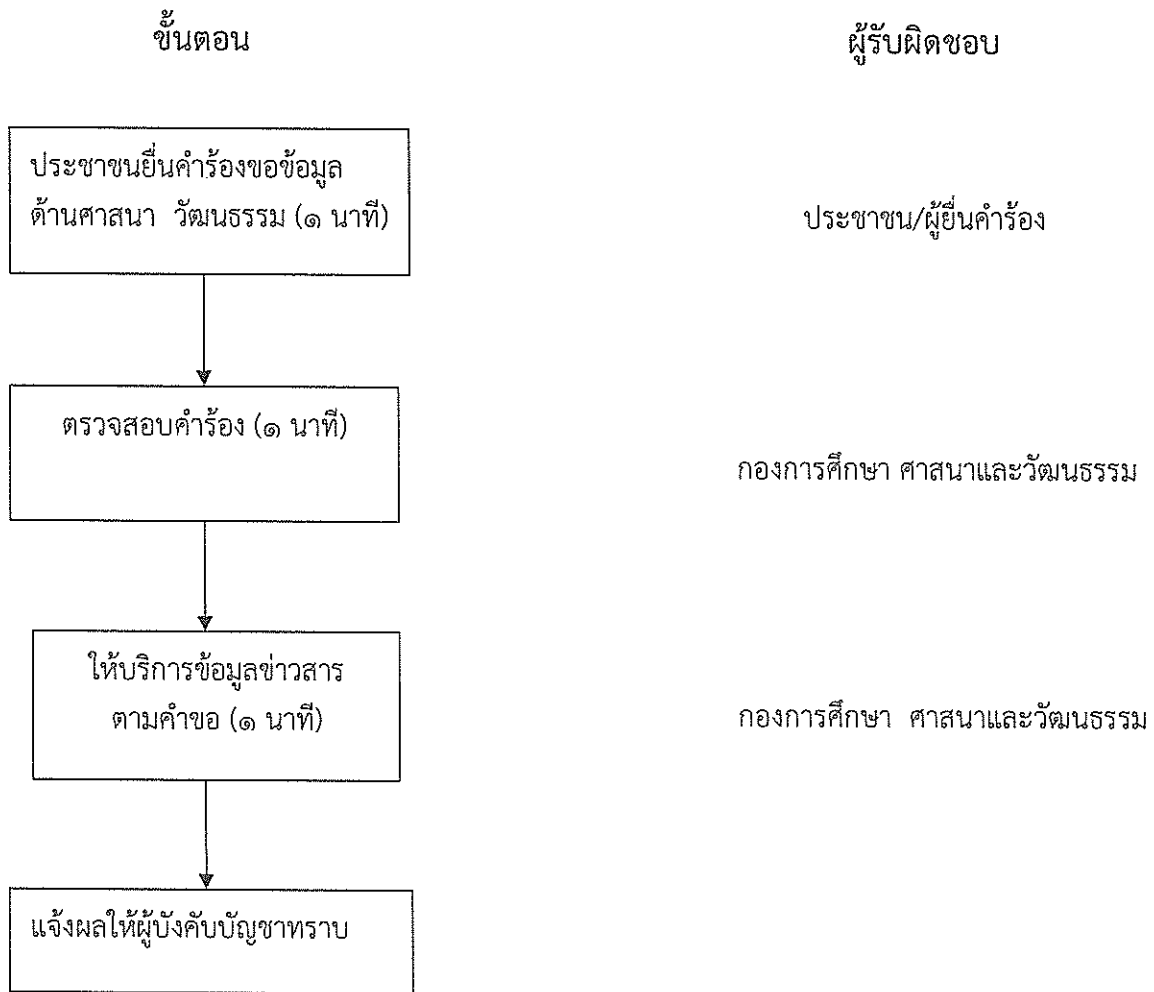 ขั้นตอน
ผู้รับผิดชอบ
ประชาชนยื่นคำร้องขอข้อมูล
ด้านศาสนา วัฒนธรรม (๑ นาที)
ประชาชน/ผู้ยื่นคำร้อง
ตรวจสอบคำร้อง (๑ นาที)
กองการศึกษา ศาสนาและวัฒนธรรม
ให้บริการข้อมูลข่าวสาร
ตามคำขอ (๑ นาที)
กองการศึกษา ศาสนาและวัฒนธรรม
แจ้งผลให้ผู้บังคับบัญชาทราบ